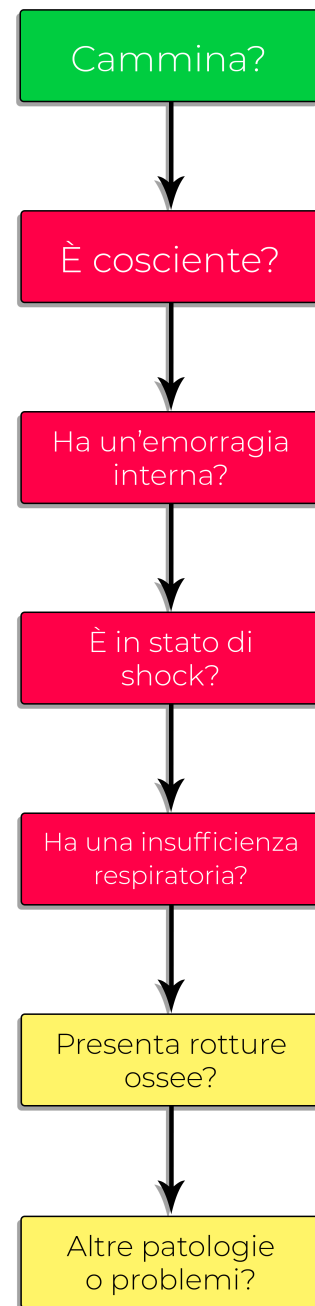 Cammina?
È cosciente?
Ha un’emorragia
interna?
È in stato di
shock?
Ha una insufficienza
respiratoria?
Presenta rotture
ossee?
Altre patologie
o problemi?